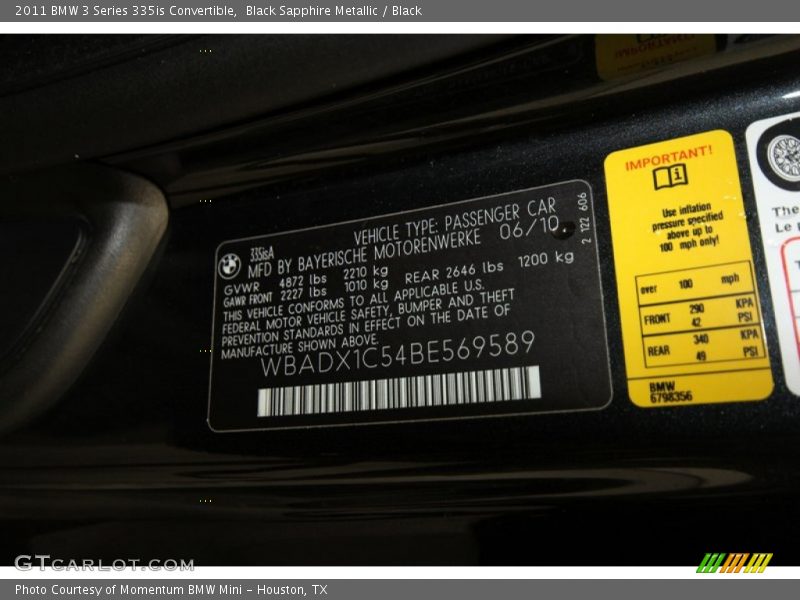 2011 BMW 3 Series 335is Convertible,  Black Sapphire Metallic / Black
335isA
VEHICLE TYPE: PASSENGER CAR
MFD BY BAYERISCHE MOTORENWERKE 06/10
GVWR 4872 lbs 2210 kg
GAWR FRONT 2227 lbs 1010 kg REAR 2646 lbs 1200 kg
THIS VEHICLE CONFORMS TO ALL APPLICABLE U.S.
FEDERAL MOTOR VEHICLE SAFETY, BUMPER AND THEFT
PREVENTION STANDARDS IN EFFECT ON THE DATE OF
MANUFACTURE SHOWN ABOVE.
WBADX1C54BE569589
2 122 606
IMPORTANT!
Use inflation
pressure specified
above up to
100 mph only!
over 100 mph
FRONT 290 KPA
42 PSI
REAR 340 KPA
49 PSI
BMW
6798356
The
Le p
GTCARLOT.COM
Photo Courtesy of Momentum BMW Mini – Houston, TX